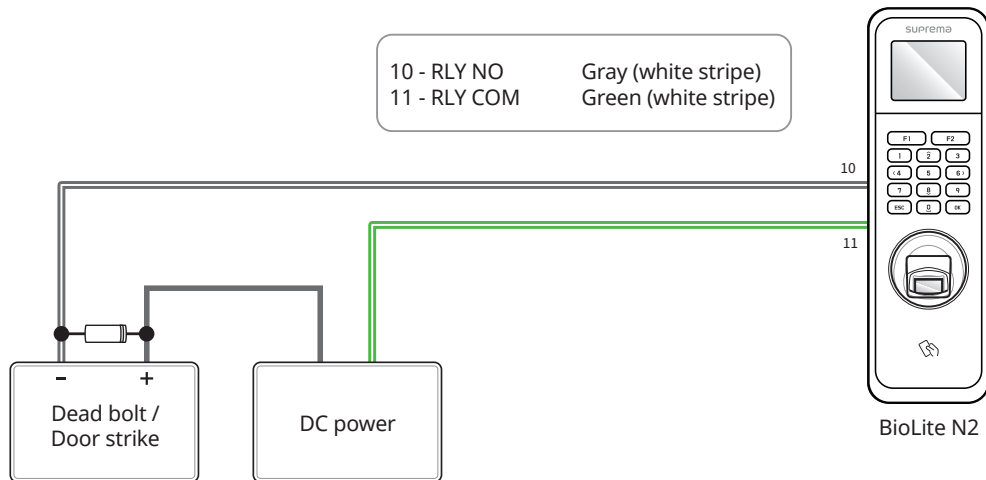 suprema
10 - RLY NO Gray (white stripe)
11 - RLY COM Green (white stripe)
F1 F2
1 2 3
4 5 6
7 8 9
ESC 0 OK
10
11
- +
Dead bolt /
Door strike
DC power
BioLite N2